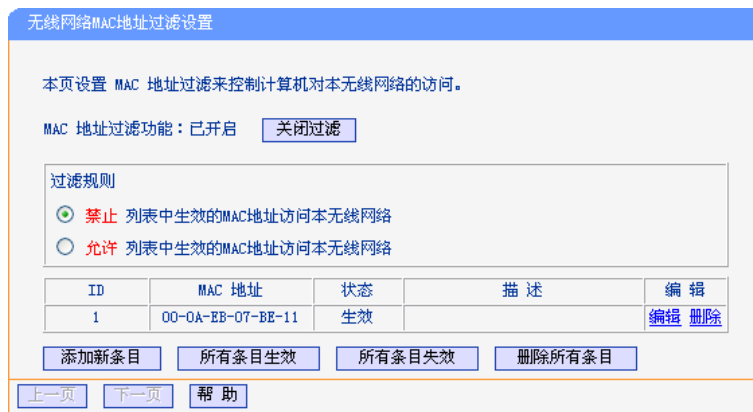 无线网络MAC地址过滤设置
本页设置 MAC 地址过滤来控制计算机对本无线网络的访问。
MAC 地址过滤功能：已开启 关闭过滤
过滤规则
禁止 列表中生效的MAC地址访问本无线网络
允许 列表中生效的MAC地址访问本无线网络
ID MAC 地址 状态 描 述 编 辑
1 00-0A-EB-07-BE-11 生效 编辑 删除
添加新条目 所有条目生效 所有条目失效 删除所有条目
上一页 下一页 帮 助